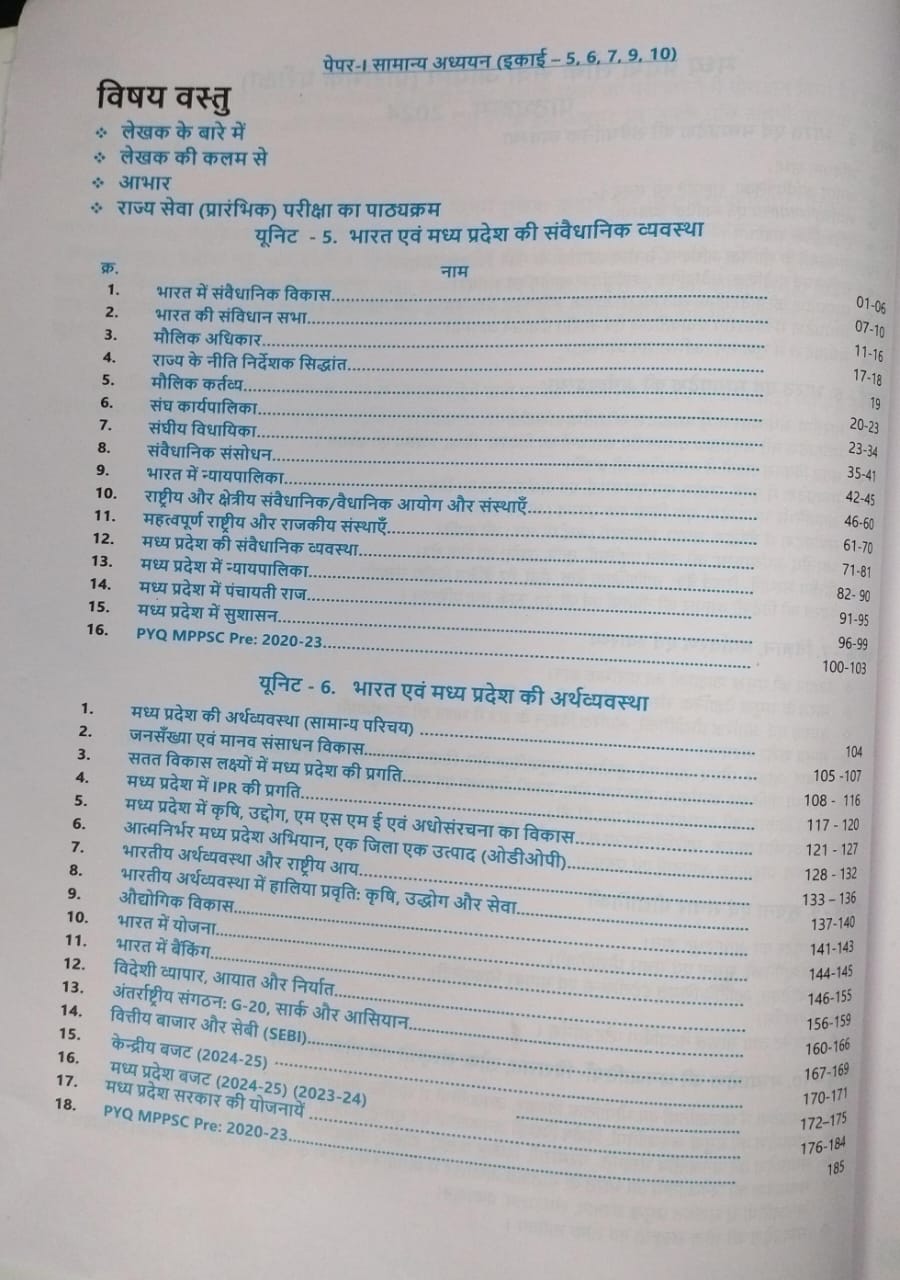 पेपर-I सामान्य अध्ययन (इकाई – 5, 6, 7, 9, 10)
विषय वस्तु
❖ लेखक के बारे में
❖ लेखक की कलम से
❖ आभार
❖ राज्य सेवा (प्रारंभिक) परीक्षा का पाठ्यक्रम
यूनिट - 5. भारत एवं मध्य प्रदेश की संवैधानिक व्यवस्था
क्र. नाम
1. भारत में संवैधानिक विकास........ 01-06
2. भारत की संविधान सभा........ 07-10
3. मौलिक अधिकार........ 11-16
4. राज्य के नीति निर्देशक सिद्धांत........ 17-18
5. मौलिक कर्तव्य........ 19
6. संघ कार्यपालिका........ 20-23
7. संघीय विधायिका........ 23-34
8. संवैधानिक संसोधन........ 35-41
9. भारत में न्यायपालिका........ 42-45
10. राष्ट्रीय और क्षेत्रीय संवैधानिक/वैधानिक आयोग और संस्थाएँ........ 46-60
11. महत्वपूर्ण राष्ट्रीय और राजकीय संस्थाएँ........ 61-70
12. मध्य प्रदेश की संवैधानिक व्यवस्था........ 71-81
13. मध्य प्रदेश में न्यायपालिका........ 82- 90
14. मध्य प्रदेश में पंचायती राज........ 91-95
15. मध्य प्रदेश में सुशासन........ 96-99
16. PYQ MPPSC Pre: 2020-23........ 100-103
यूनिट - 6. भारत एवं मध्य प्रदेश की अर्थव्यवस्था
1. मध्य प्रदेश की अर्थव्यवस्था (सामान्य परिचय) ........ 104
2. जनसँख्या एवं मानव संसाधन विकास........ 105 -107
3. सतत विकास लक्ष्यों में मध्य प्रदेश की प्रगति........ 108 - 116
4. मध्य प्रदेश में IPR की प्रगति........ 117 - 120
5. मध्य प्रदेश में कृषि, उद्दोग, एम एस एम ई एवं अधोसंरचना का विकास........ 121 - 127
6. आत्मनिर्भर मध्य प्रदेश अभियान, एक जिला एक उत्पाद (ओडीओपी)........ 128 - 132
7. भारतीय अर्थव्यवस्था और राष्ट्रीय आय........ 133 – 136
8. भारतीय अर्थव्यवस्था में हालिया प्रवृति: कृषि, उद्धोग और सेवा........ 137-140
9. औद्योगिक विकास........ 141-143
10. भारत में योजना........ 144-145
11. भारत में बैंकिंग........ 146-155
12. विदेशी व्यापार, आयात और निर्यात........ 156-159
13. अंतर्राष्ट्रीय संगठन: G-20, सार्क और आसियान........ 160-166
14. वित्तीय बाजार और सेबी (SEBI)........ 167-169
15. केन्द्रीय बजट (2024-25) ........ 170-171
16. मध्य प्रदेश बजट (2024-25) (2023-24) ........ 172–175
17. मध्य प्रदेश सरकार की योजनायें ........ 176-184
18. PYQ MPPSC Pre: 2020-23........ 185